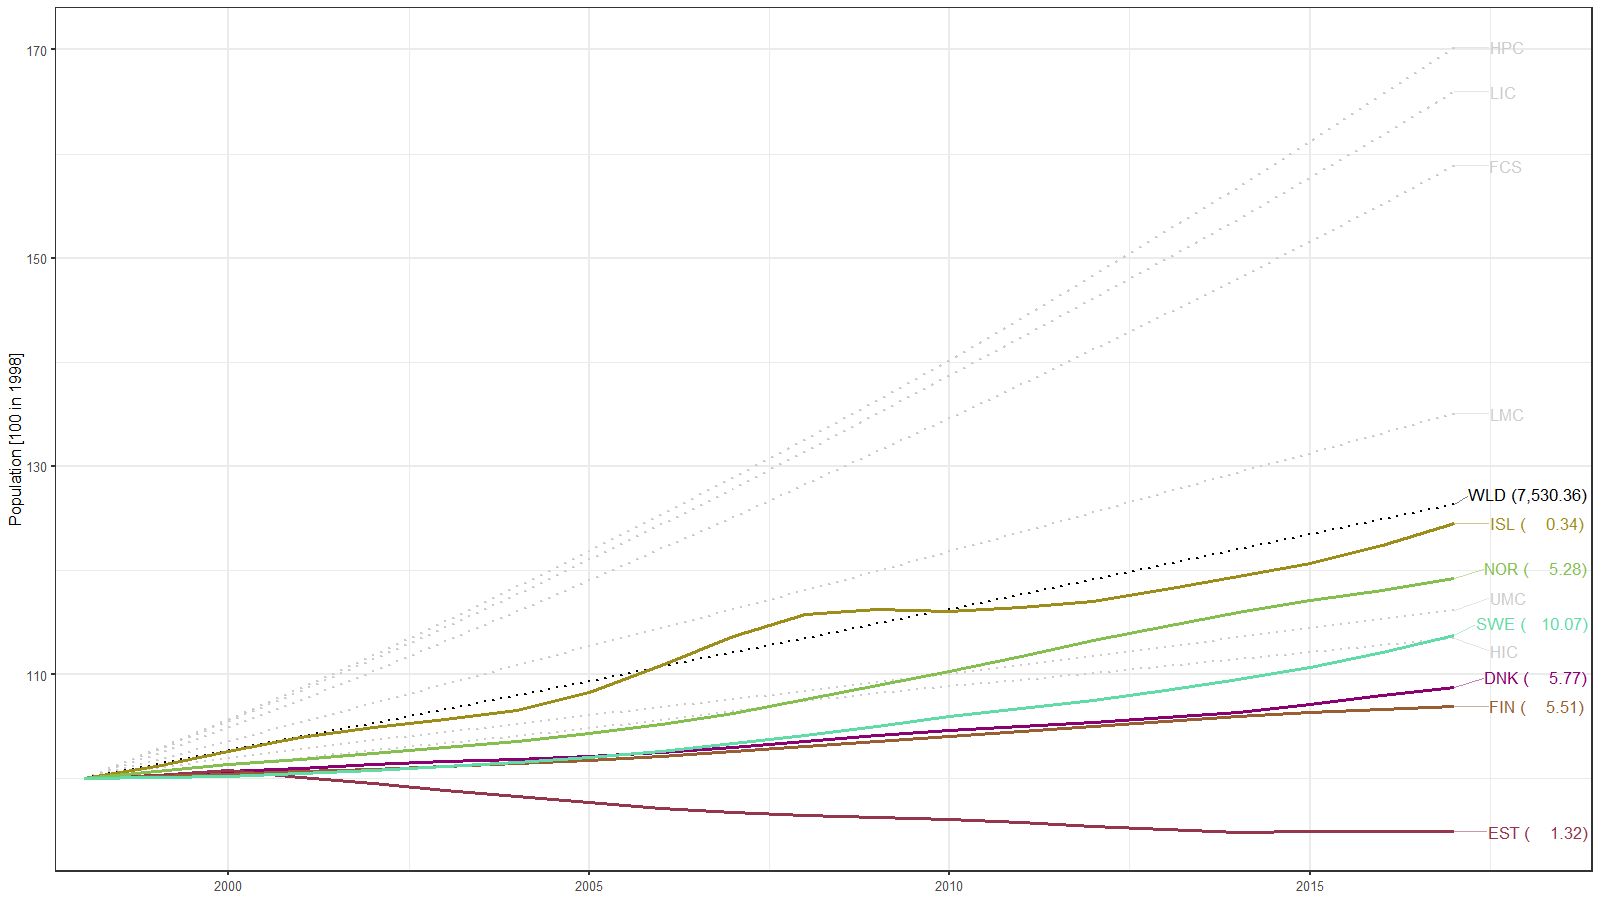 Population [100 in 1998]
170
150
130
110
2000
2005
2010
2015
HPC
LIC
FCS
LMC
WLD (7,530.36)
ISL ( 0.34)
NOR ( 5.28)
UMC
SWE ( 10.07)
HIC
DNK ( 5.77)
FIN ( 5.51)
EST ( 1.32)